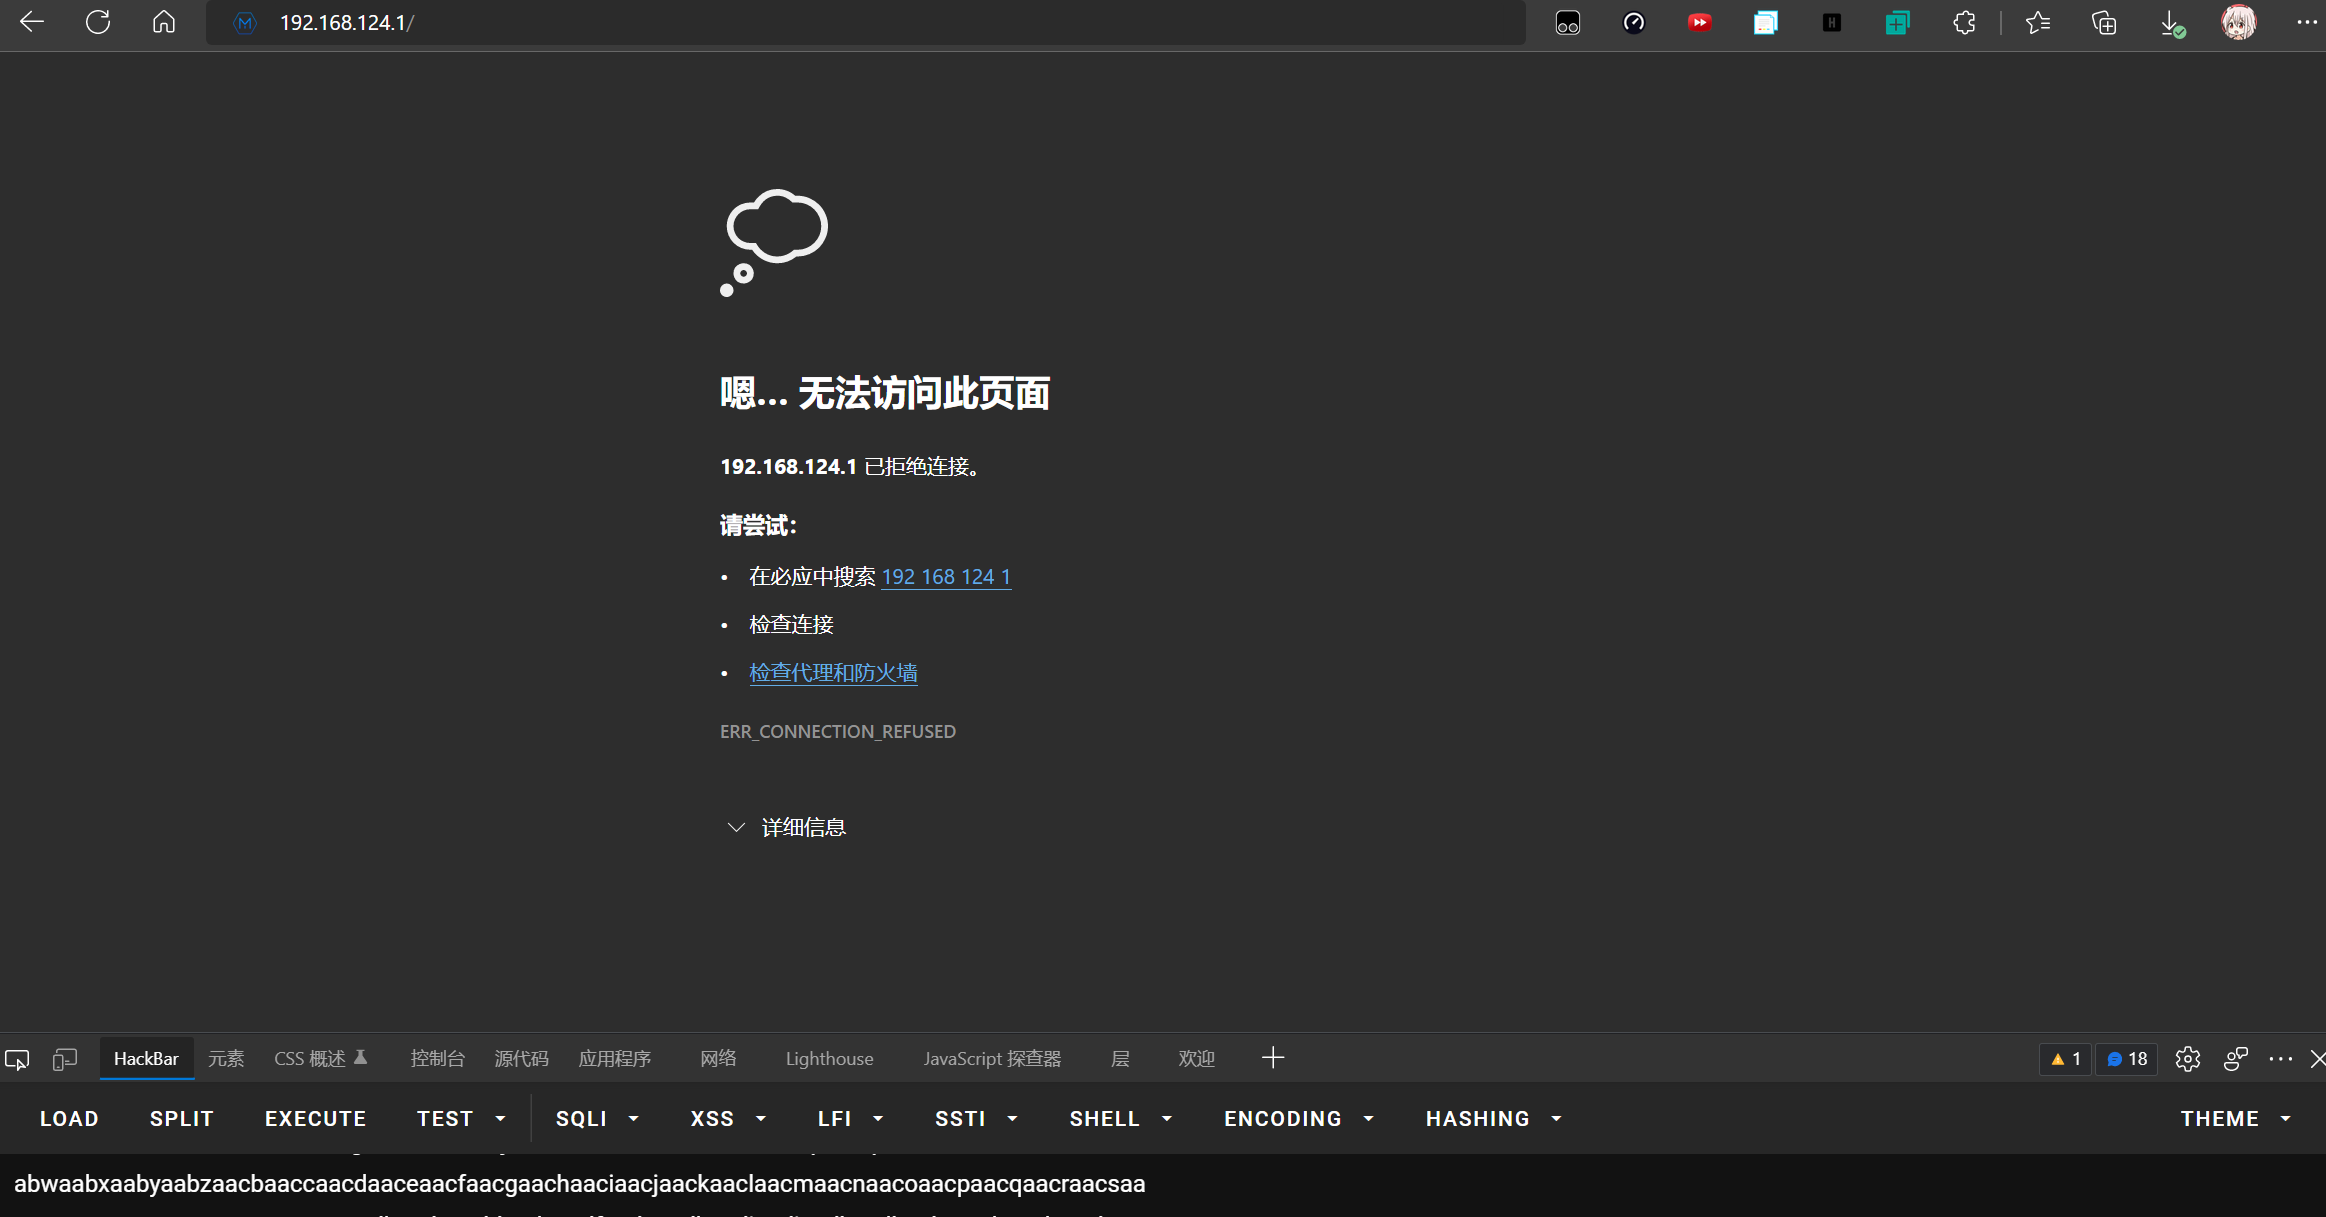 192.168.124.1/
嗯... 无法访问此页面
192.168.124.1 已拒绝连接。
请尝试：
• 在必应中搜索 192 168 124 1
• 检查连接
• 检查代理和防火墙
ERR_CONNECTION_REFUSED
详细信息
HackBar 元素 CSS 概述 控制台 源代码 应用程序 网络 Lighthouse JavaScript 探查器 层 欢迎 1 18
LOAD SPLIT EXECUTE TEST SQLI XSS LFI SSTI SHELL ENCODING HASHING THEME
abwaabxaabyaabzaacbaaccaacdaaceaacfaacgaachaaciaacjaackaaclaacmaacnaacoaacpaacqaacraacsaa